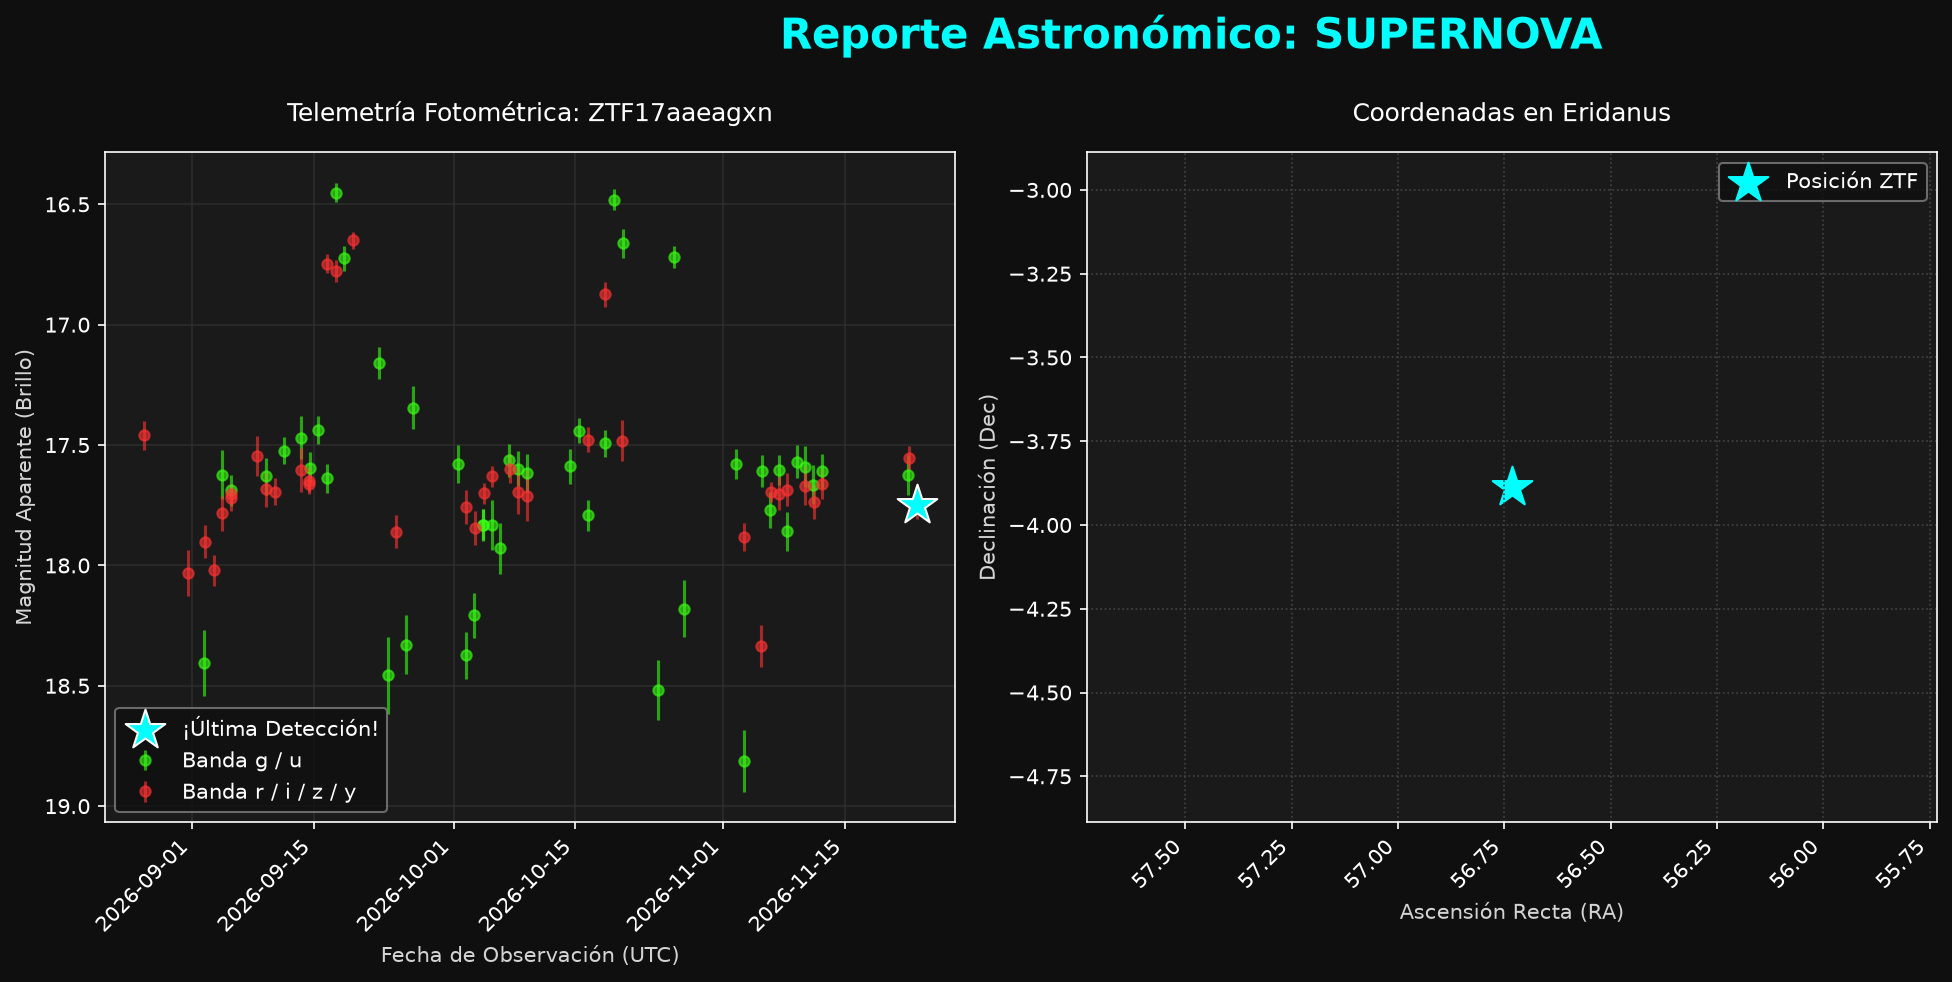 Reporte Astronómico: SUPERNOVA
Telemetría Fotométrica: ZTF17aaeagxn
Magnitud Aparente (Brillo)
16.5
17.0
17.5
18.0
18.5
19.0
¡Última Detección!
Banda g / u
Banda r / i / z / y
2026-09-01
2026-09-15
2026-10-01
2026-10-15
2026-11-01
2026-11-15
Fecha de Observación (UTC)
Coordenadas en Eridanus
Posición ZTF
Declinación (Dec)
−3.00
−3.25
−3.50
−3.75
−4.00
−4.25
−4.50
−4.75
57.50
57.25
57.00
56.75
56.50
56.25
56.00
55.75
Ascensión Recta (RA)